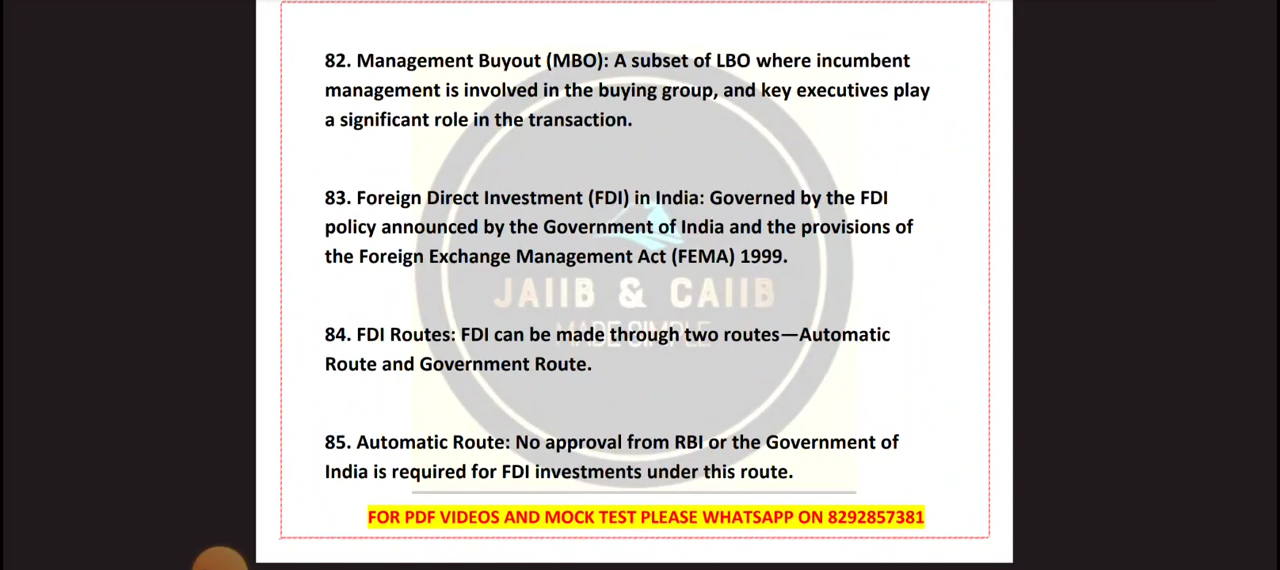 82. Management Buyout (MBO): A subset of LBO where incumbent
management is involved in the buying group, and key executives play
a significant role in the transaction.
83. Foreign Direct Investment (FDI) in India: Governed by the FDI
policy announced by the Government of India and the provisions of
the Foreign Exchange Management Act (FEMA) 1999.
JAIIB & CAIIB
MADE SIMPLE
84. FDI Routes: FDI can be made through two routes—Automatic
Route and Government Route.
85. Automatic Route: No approval from RBI or the Government of
India is required for FDI investments under this route.
FOR PDF VIDEOS AND MOCK TEST PLEASE WHATSAPP ON 8292857381